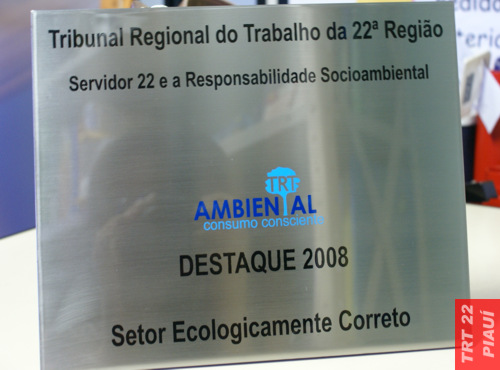 Tribunal Regional do Trabalho da 22ª Região
Servidor 22 e a Responsabilidade Socioambiental
TRT
AMBIENTAL
consumo consciente
DESTAQUE 2008
Setor Ecologicamente Correto
TRT 22
PIAUÍ